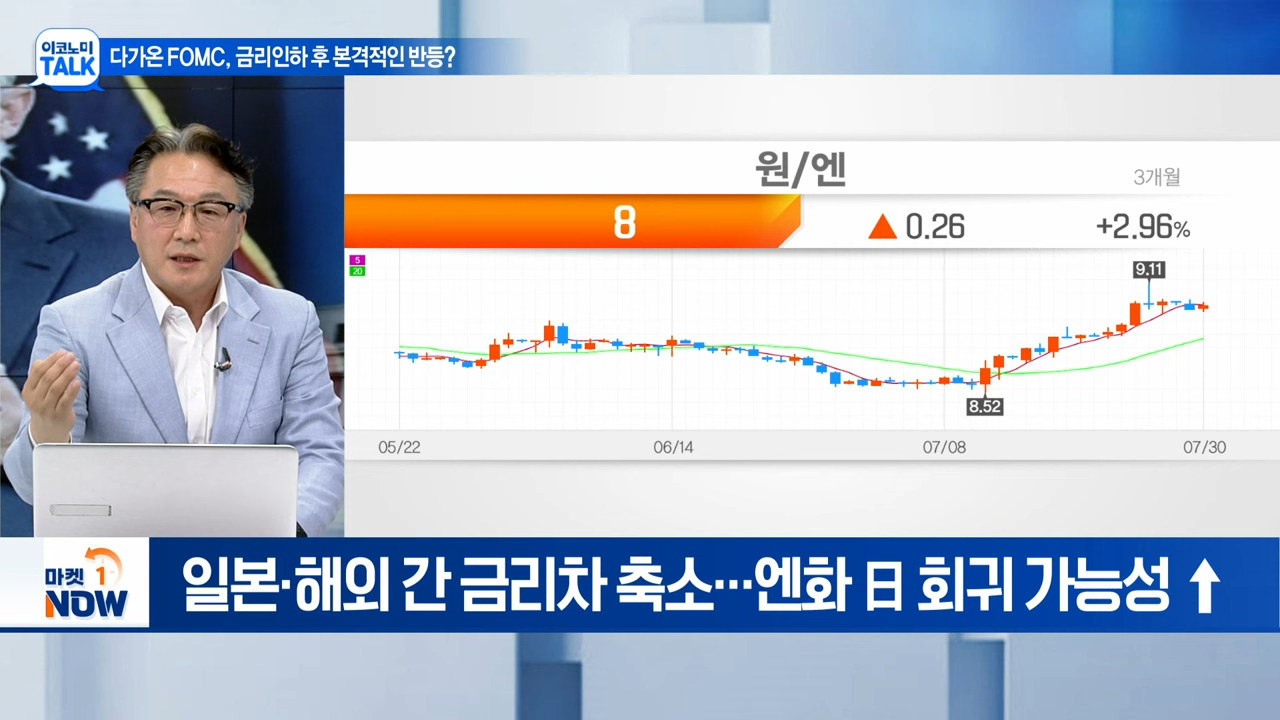 이코노미
TALK
다가온 FOMC, 금리인하 후 본격적인 반등?
원/엔
3개월
8
▲ 0.26
+2.96%
5
20
9.11
8.52
05/22
06/14
07/08
07/30
마켓 1
NOW
일본·해외 간 금리차 축소…엔화 日 회귀 가능성 ↑